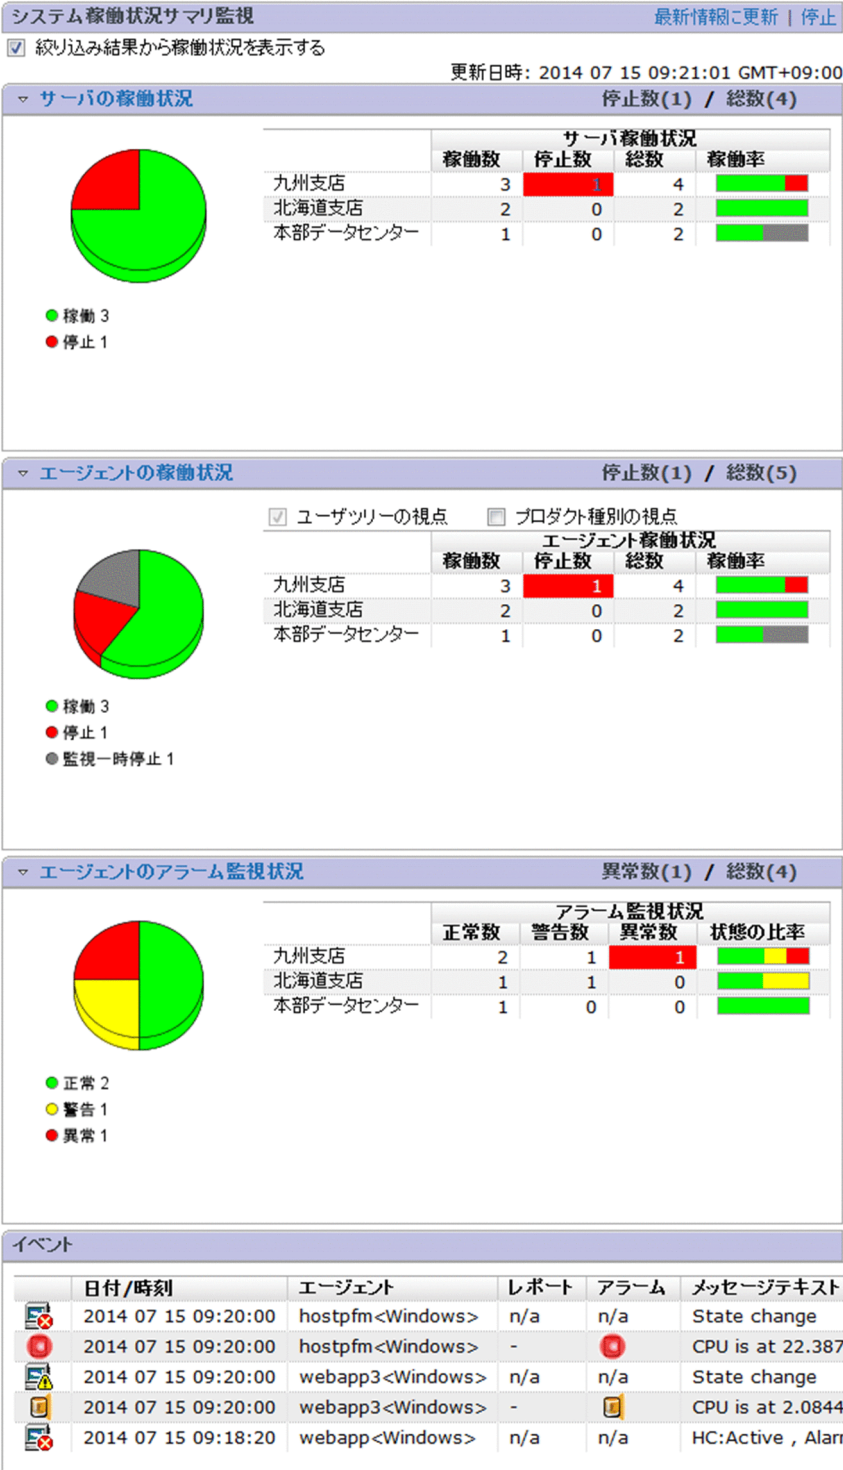 システム稼働状況サマリ監視 最新情報に更新 | 停止
絞り込み結果から稼働状況を表示する
更新日時: 2014 07 15 09:21:01 GMT+09:00
サーバの稼働状況 停止数(1) / 総数(4)
サーバ稼働状況
稼働数 停止数 総数 稼働率
九州支店 3 1 4
北海道支店 2 0 2
本部データセンター 1 0 2
稼働 3
停止 1
エージェントの稼働状況 停止数(1) / 総数(5)
ユーザツリーの視点 プロダクト種別の視点
エージェント稼働状況
稼働数 停止数 総数 稼働率
九州支店 3 1 4
北海道支店 2 0 2
本部データセンター 1 0 2
稼働 3
停止 1
監視一時停止 1
エージェントのアラーム監視状況 異常数(1) / 総数(4)
アラーム監視状況
正常数 警告数 異常数 状態の比率
九州支店 2 1 1
北海道支店 1 1 0
本部データセンター 1 0 0
正常 2
警告 1
異常 1
イベント
日付/時刻 エージェント レポート アラーム メッセージテキスト
2014 07 15 09:20:00 hostpfm<Windows> n/a n/a State change
2014 07 15 09:20:00 hostpfm<Windows> - CPU is at 22.387
2014 07 15 09:20:00 webapp3<Windows> n/a n/a State change
2014 07 15 09:20:00 webapp3<Windows> - CPU is at 2.0844
2014 07 15 09:18:20 webapp<Windows> n/a n/a HC:Active , Alar